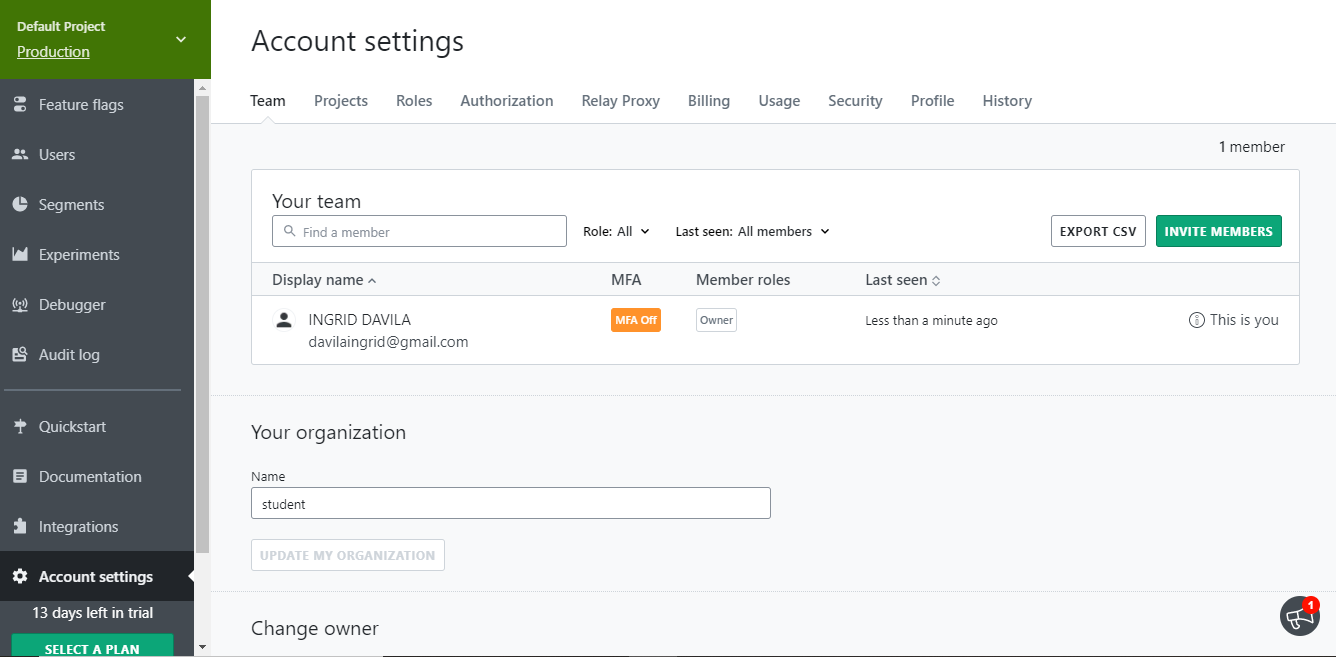 Default Project
Production
Feature flags
Users
Segments
Experiments
Debugger
Audit log
Quickstart
Documentation
Integrations
Account settings
13 days left in trial
SELECT A PLAN
Account settings
Team Projects Roles Authorization Relay Proxy Billing Usage Security Profile History
1 member
Your team
Find a member Role: All Last seen: All members EXPORT CSV INVITE MEMBERS
Display name MFA Member roles Last seen
INGRID DAVILA MFA Off Owner Less than a minute ago This is you
davilaingrid@gmail.com
Your organization
Name
student
UPDATE MY ORGANIZATION
Change owner
1